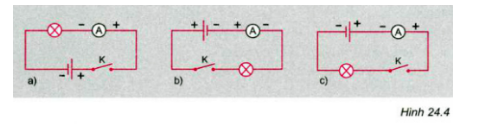 - A + + - + - - + - A +
K K
- + K
a) b) c)
Hình 24.4